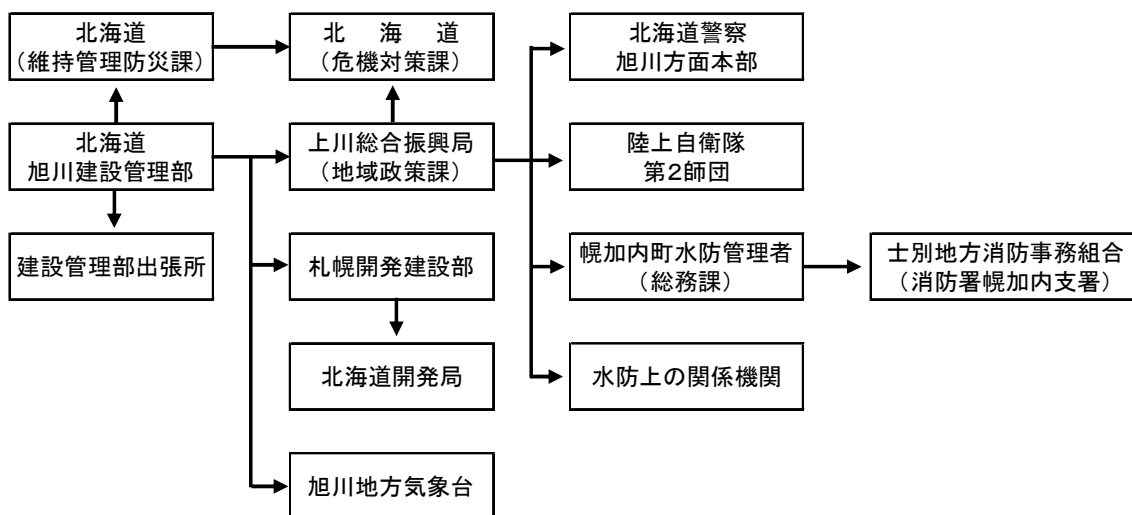 北海道
（維持管理防災課）
北　海　道
（危機対策課）
北海道警察
旭川方面本部
北海道
旭川建設管理部
上川総合振興局
（地域政策課）
陸上自衛隊
第２師団
建設管理部出張所
札幌開発建設部
幌加内町水防管理者
（総務課）
士別地方消防事務組合
（消防署幌加内支署）
北海道開発局
水防上の関係機関
旭川地方気象台